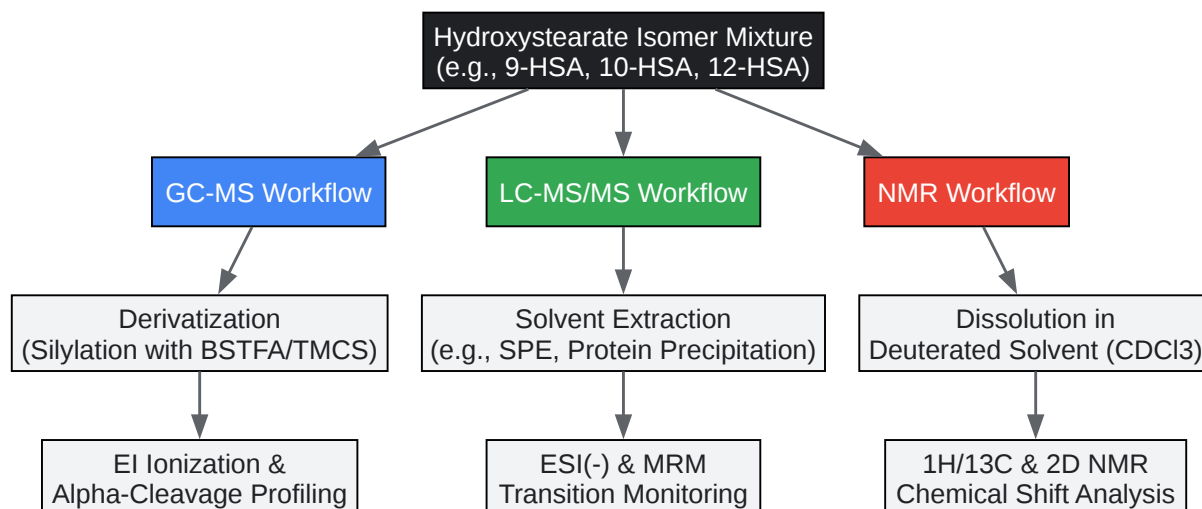 Hydroxystearate Isomer Mixture
(e.g., 9-HSA, 10-HSA, 12-HSA)
GC-MS Workflow
LC-MS/MS Workflow
NMR Workflow
Derivatization
(Silylation with BSTFA/TMCS)
Solvent Extraction
(e.g., SPE, Protein Precipitation)
Dissolution in
Deuterated Solvent (CDCl3)
EI Ionization &
Alpha-Cleavage Profiling
ESI(-) & MRM
Transition Monitoring
1H/13C & 2D NMR
Chemical Shift Analysis